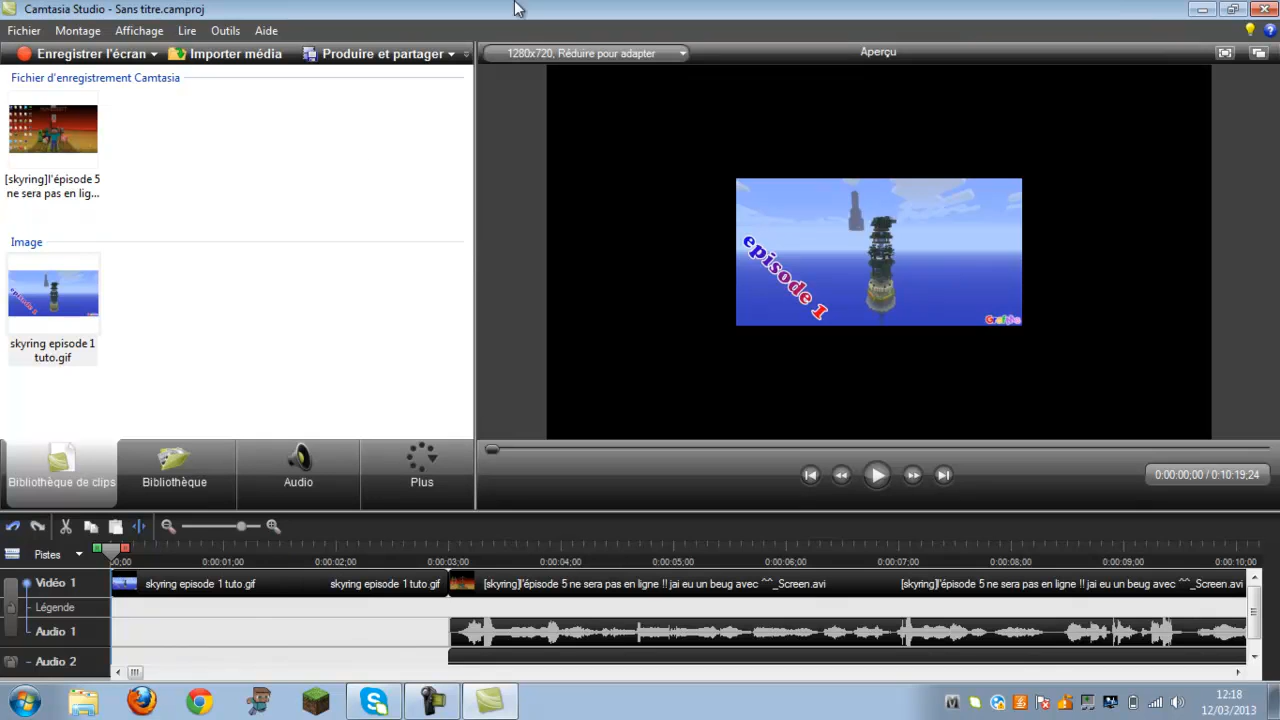 Camtasia Studio - Sans titre.camproj
Fichier Montage Affichage Lire Outils Aide
Enregistrer l'écran Importer média Produire et partager
1280x720, Réduire pour adapter
Aperçu
Fichier d'enregistrement Camtasia
[skyring]l'épisode 5
ne sera pas en lig...
Image
skyring episode 1
tuto.gif
episode 1
Bibliothèque de clips
Bibliothèque
Audio
Plus
0:00:00;00 / 0:10:19;24
Pistes
00;00 0:00:01;00 0:00:02;00 0:00:03;00 0:00:04;00 0:00:05;00 0:00:06;00 0:00:07;00 0:00:08;00 0:00:09;00 0:00:10;00
Vidéo 1
skyring episode 1 tuto.gif
skyring episode 1 tuto.gif
[skyring]l'épisode 5 ne sera pas en ligne !! jai eu un beug avec ^^_Screen.avi
[skyring]l'épisode 5 ne sera pas en ligne !! jai eu un beug avec ^^_Screen.avi
Légende
Audio 1
Audio 2
12:18
12/03/2013